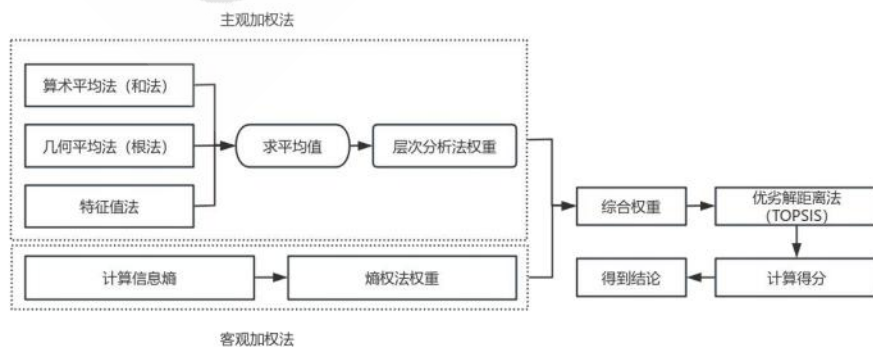 主观加权法
算术平均法（和法）
几何平均法（根法）
特征值法
求平均值
层次分析法权重
计算信息熵
熵权法权重
客观加权法
综合权重
优劣解距离法
（TOPSIS）
计算得分
得到结论